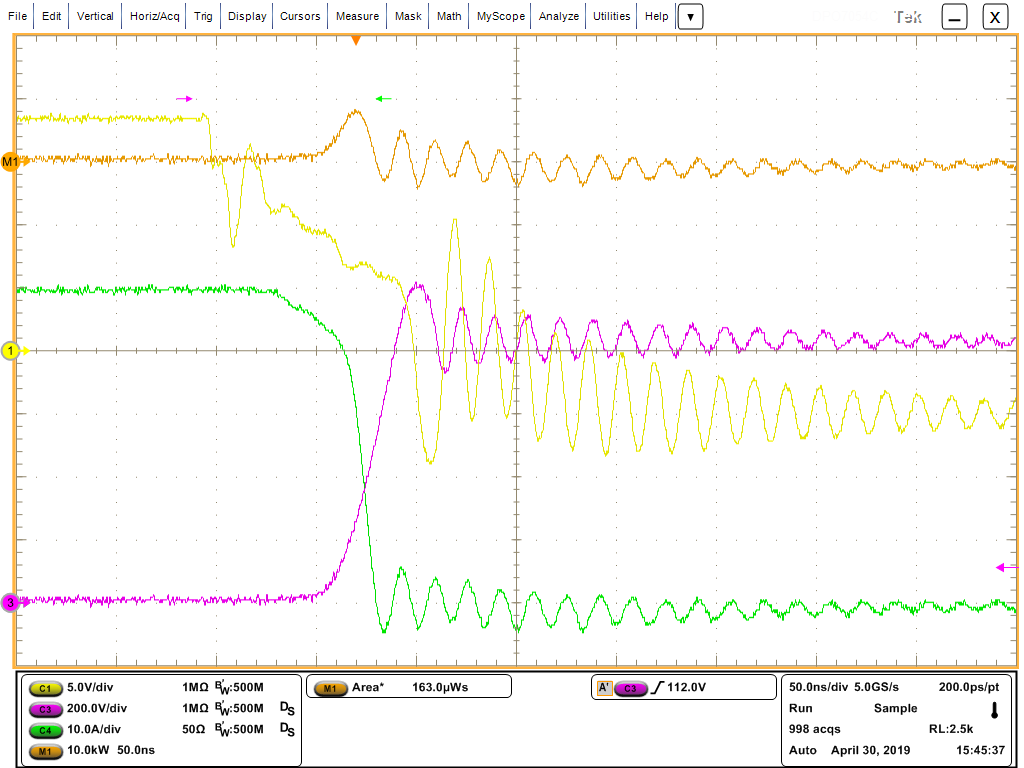 File Edit Vertical Horiz/Acq Trig Display Cursors Measure Mask Math MyScope Analyze Utilities Help ▼ Tek X
M1
1
3
C1 5.0V/div 1MΩ BW:500M
C3 200.0V/div 1MΩ BW:500M DS
C4 10.0A/div 50Ω BW:500M DS
M1 10.0kW 50.0ns
M1 Area* 163.0µWs
A' C3 112.0V
50.0ns/div 5.0GS/s 200.0ps/pt
Run Sample
998 acqs RL:2.5k
Auto April 30, 2019 15:45:37